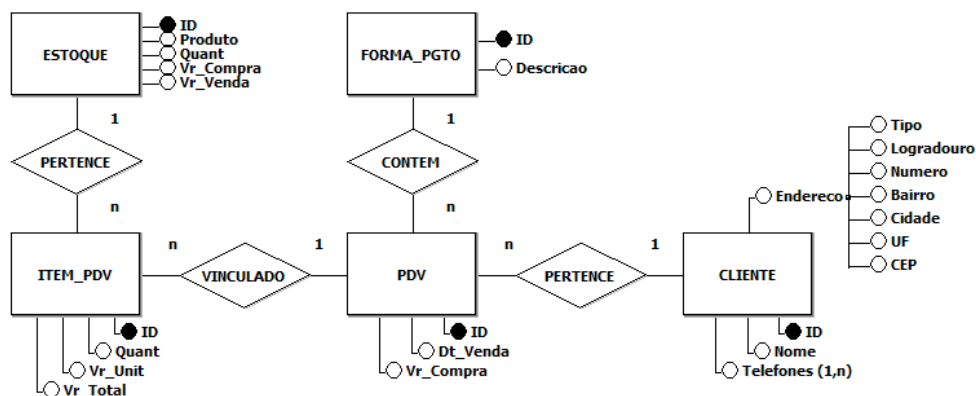 ESTOQUE
ID
Produto
Quant
Vr_Compra
Vr_Venda
FORMA_PGTO
ID
Descricao
1
1
PERTENCE
CONTEM
n
n
Tipo
Logradouro
Numero
Bairro
Cidade
UF
CEP
Endereco
ITEM_PDV
n
VINCULADO
1
PDV
n
PERTENCE
1
CLIENTE
ID
Quant
Vr_Unit
Vr_Total
ID
Dt_Venda
Vr_Compra
ID
Nome
Telefones (1,n)